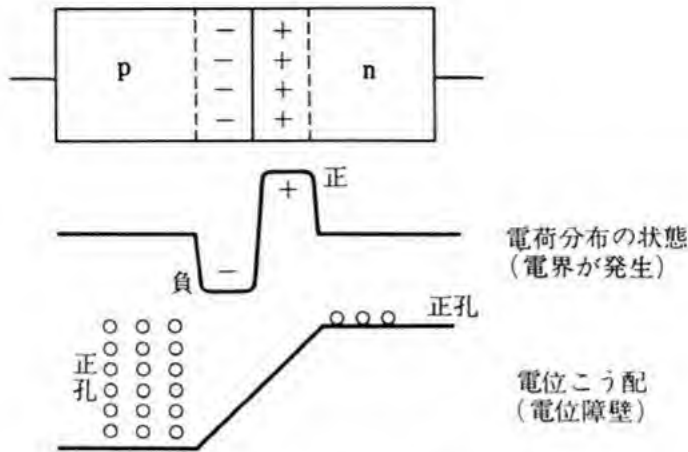 p
n
− +
− +
− +
− +
正
+
−
負
電荷分布の状態
(電界が発生)
正孔
正
孔
電位こう配
(電位障壁)